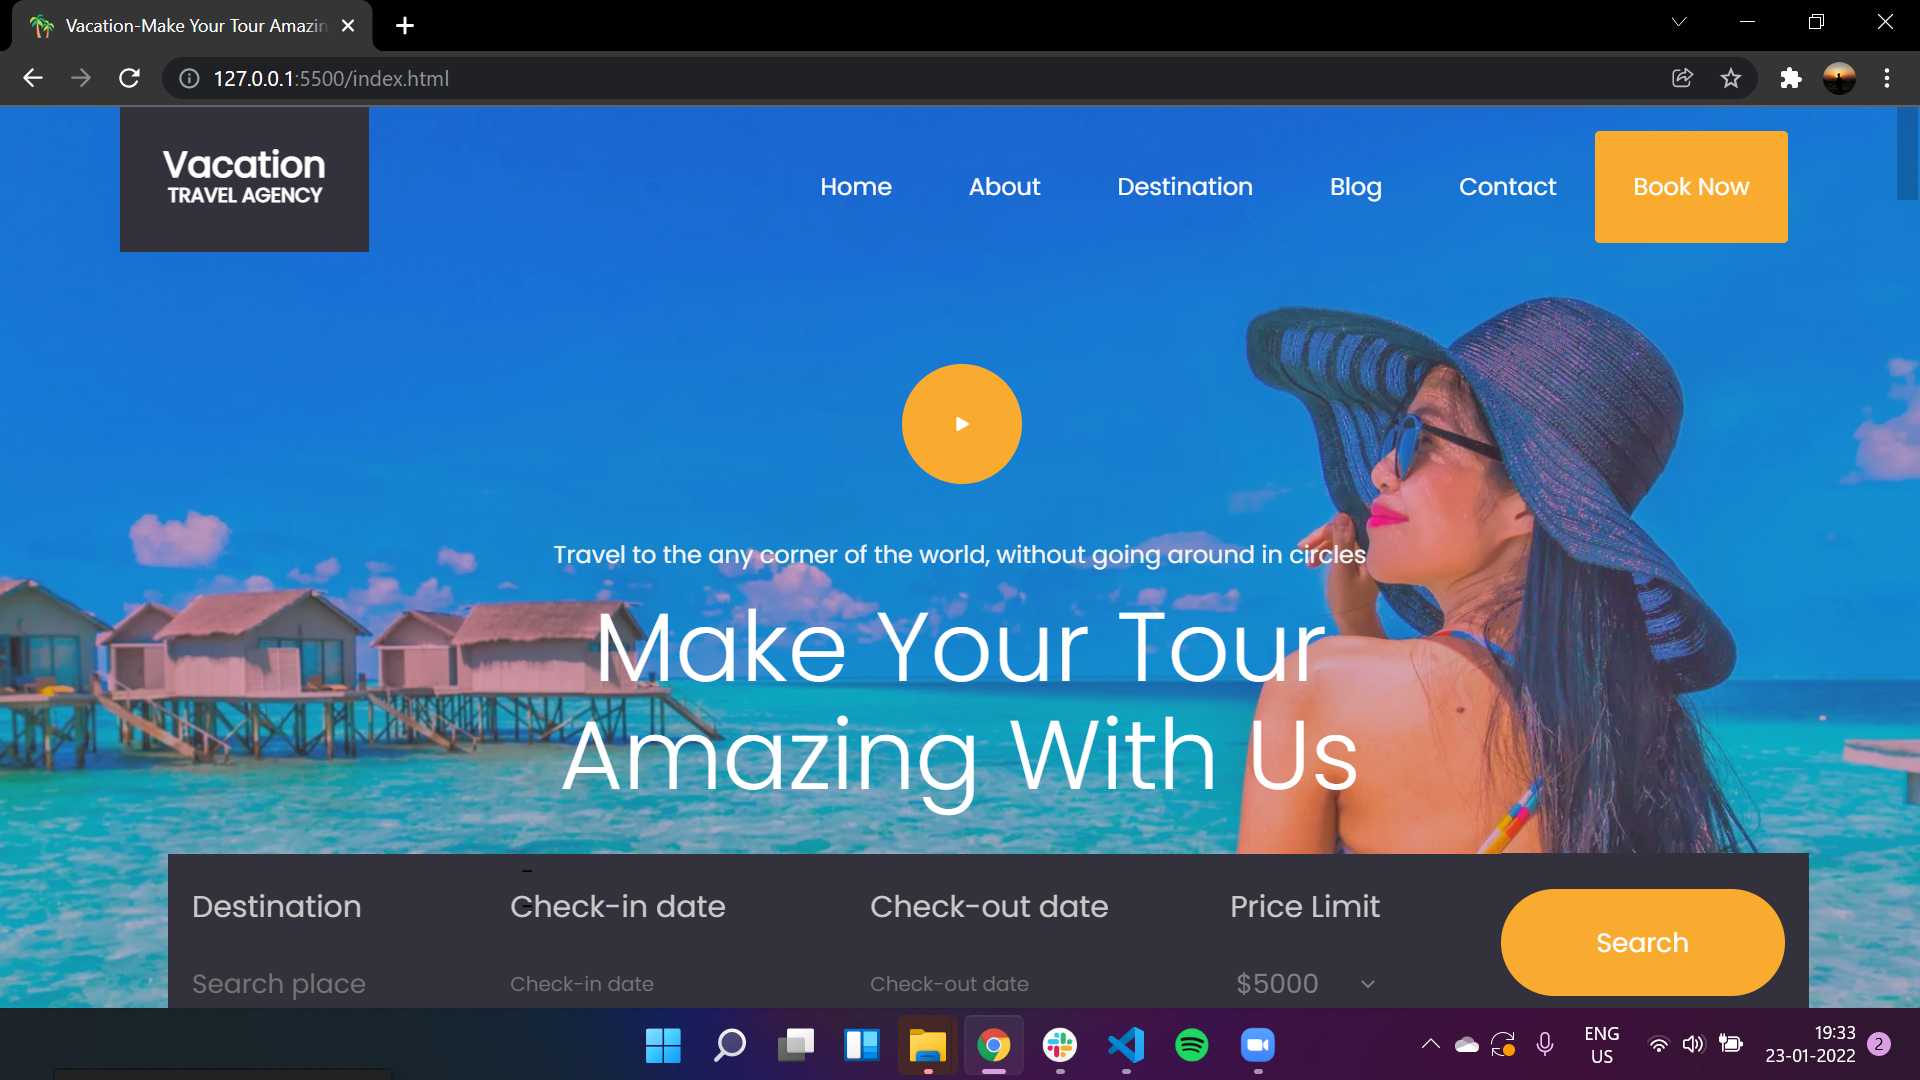 Vacation-Make Your Tour Amazin
127.0.0.1:5500/index.html
Vacation
TRAVEL AGENCY
Home About Destination Blog Contact Book Now
Travel to the any corner of the world, without going around in circles
Make Your Tour
Amazing With Us
Destination Check-in date Check-out date Price Limit
Search
Search place Check-in date Check-out date $5000
ENG
US
19:33
23-01-2022
2